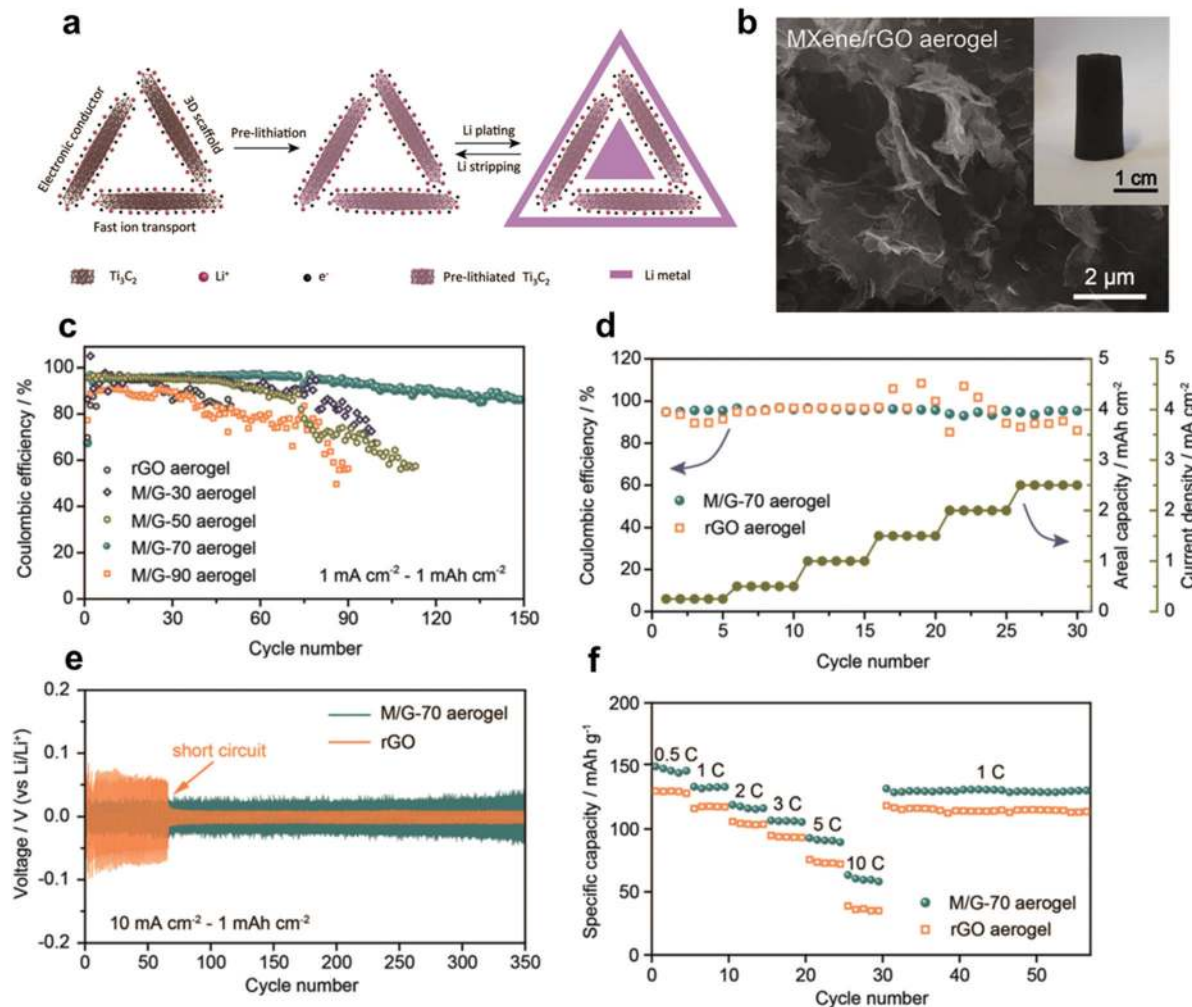 a
Electronic conductor
3D scaffold
Fast ion transport
Pre-lithiation
Li plating
Li stripping
Ti₃C₂
Li⁺
e⁻
Pre-lithiated Ti₃C₂
Li metal
b
MXene/rGO aerogel
1 cm
2 μm
c
Coulombic efficiency / %
100
80
60
40
20
0
rGO aerogel
M/G-30 aerogel
M/G-50 aerogel
M/G-70 aerogel
M/G-90 aerogel
1 mA cm⁻² - 1 mAh cm⁻²
0 30 60 90 120 150
Cycle number
d
Coulombic efficiency / %
120
100
80
60
40
20
0
M/G-70 aerogel
rGO aerogel
5
4
3
2
1
0
Areal capacity / mAh cm⁻²
5
4
3
2
1
0
Current density / mA cm⁻²
0 5 10 15 20 25 30
Cycle number
e
Voltage / V (vs Li/Li⁺)
0.2
0.1
0.0
-0.1
-0.2
M/G-70 aerogel
rGO
short circuit
10 mA cm⁻² - 1 mAh cm⁻²
0 50 100 150 200 250 300 350
Cycle number
f
Specific capacity / mAh g⁻¹
200
150
100
50
0
0.5 C
1 C
2 C
3 C
5 C
10 C
1 C
M/G-70 aerogel
rGO aerogel
0 10 20 30 40 50
Cycle number